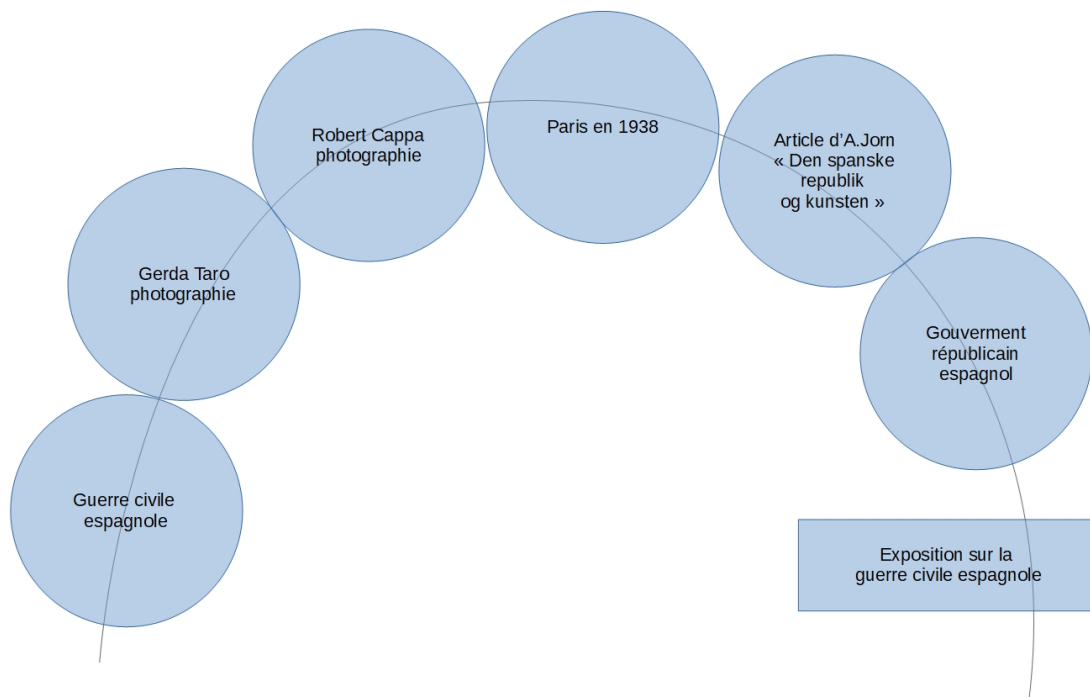 Guerre civile
espagnole
Gerda Taro
photographie
Robert Cappa
photographie
Paris en 1938
Article d’A.Jorn
« Den spanske
republik
og kunsten »
Gouverment
républicain
espagnol
Exposition sur la
guerre civile espagnole